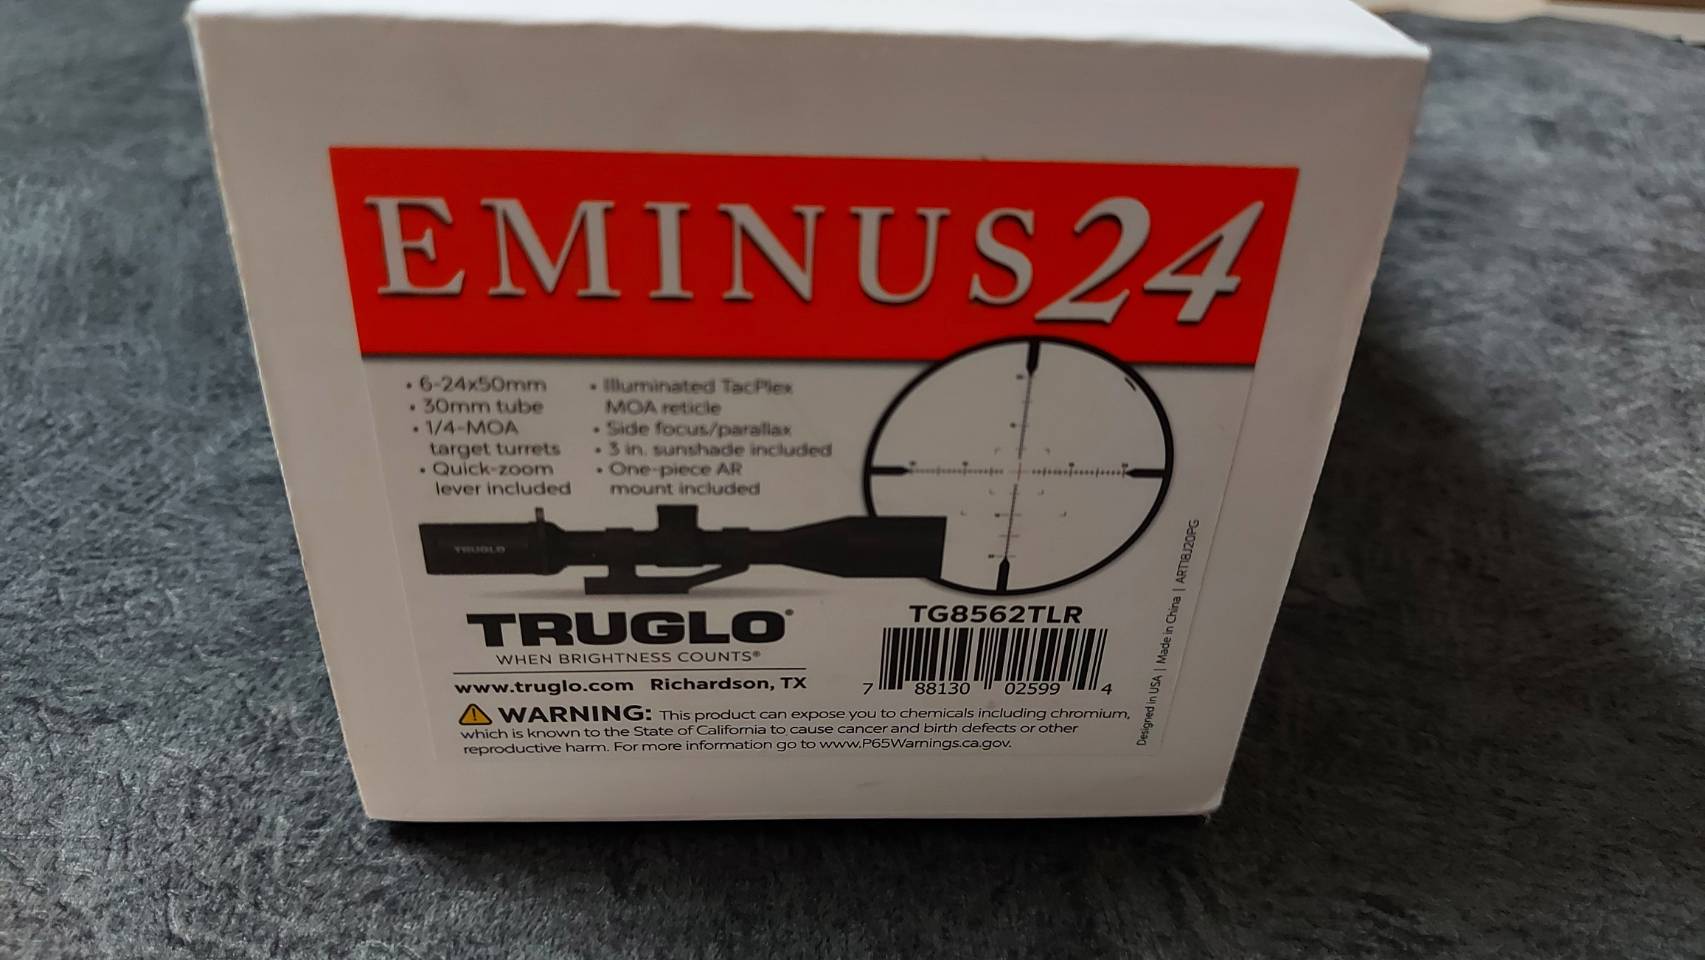 EMINUS24
• 6-24x50mm
• 30mm tube
• 1/4-MOA
target turrets
• Quick-zoom
lever included
• Illuminated TacPlex
MOA reticle
• Side focus/parallax
• 3 in. sunshade included
• One-piece AR
mount included
TRUGLO
TRUGLO®
WHEN BRIGHTNESS COUNTS®
www.truglo.com Richardson, TX
TG8562TLR
7 88130 02599 4
WARNING: This product can expose you to chemicals including chromium,
which is known to the State of California to cause cancer and birth defects or other
reproductive harm. For more information go to www.P65Warnings.ca.gov.
Designed in USA | Made in China | ART18J20PG